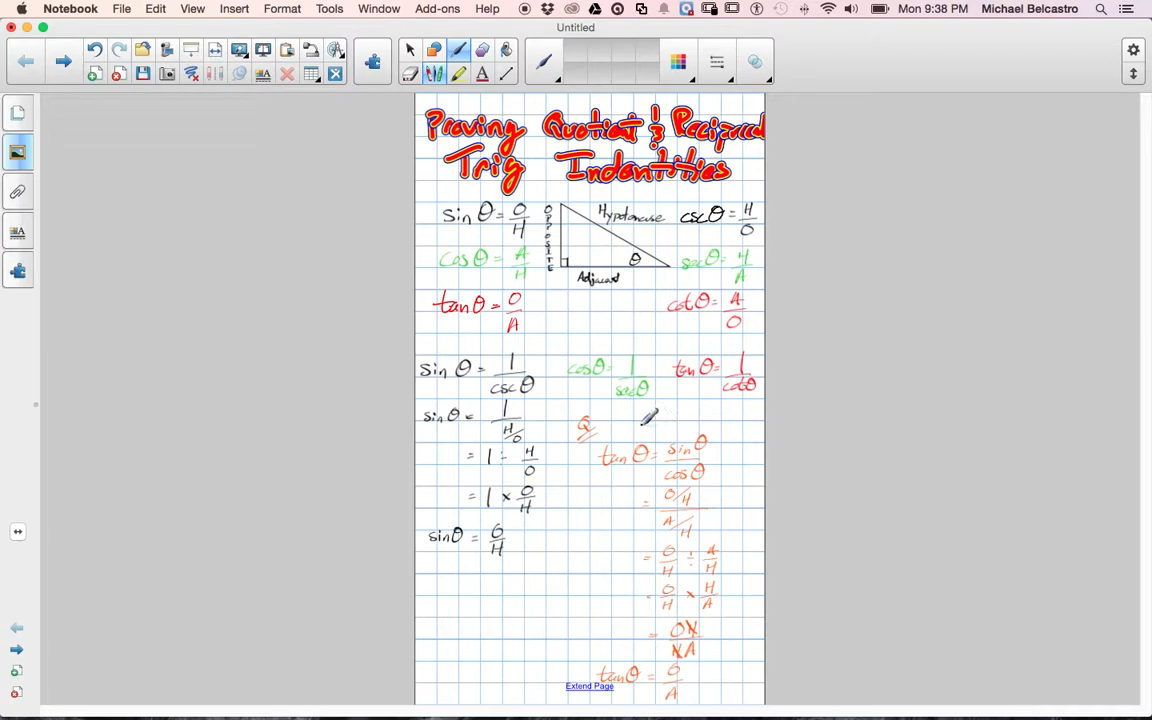 Notebook File Edit View Insert Format Tools Window Add-ons Help Mon 9:38 PM Michael Belcastro
Untitled
Proving Quotient & Reciprocal
Trig Indentities
sin θ = O/H
OPPOSITE
Hypotenuse
θ
Adjacent
csc θ = H/O
cos θ = A/H
sec θ = H/A
tan θ = O/A
cot θ = A/O
sin θ = 1/csc θ
cos θ = 1/sec θ
tan θ = 1/cot θ
sin θ = 1/(H/O)
= 1 ÷ H/O
= 1 × O/H
sin θ = O/H
Q
tan θ = sin θ/cos θ
= (O/H)/(A/H)
= O/H ÷ A/H
= O/H × H/A
= OH/HA
tan θ = O/A
Extend Page